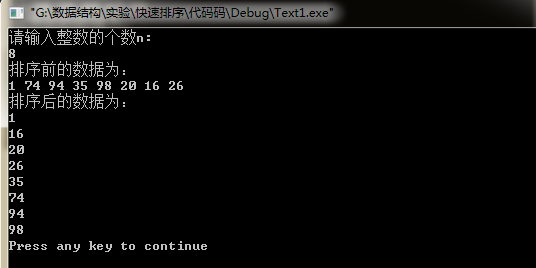 "G:\数据结构\实验\快速排序\代码码\Debug\Text1.exe"
请输入整数的个数n:
8
排序前的数据为:
1 74 94 35 98 20 16 26
排序后的数据为:
1
16
20
26
35
74
94
98
Press any key to continue